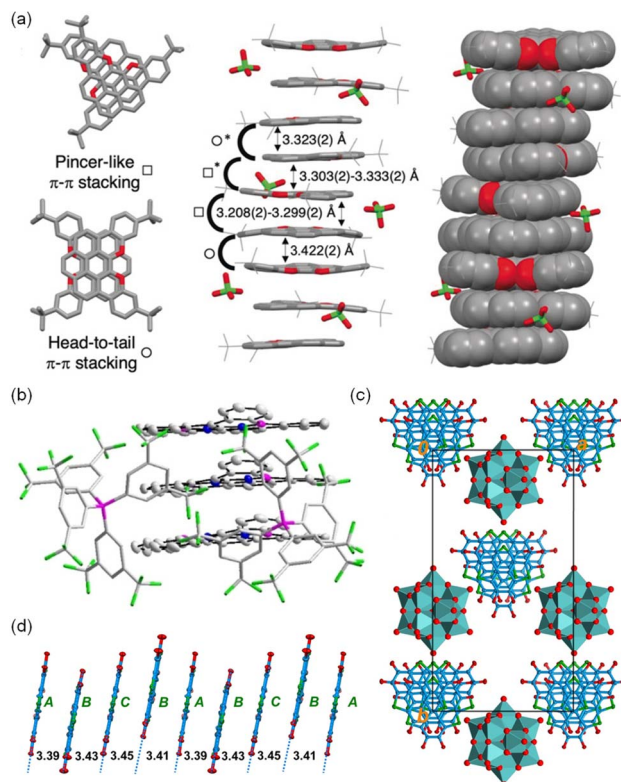 (a)
Pincer-like □
π-π stacking
Head-to-tail
π-π stacking ○
○*
3.323(2) Å
□*
3.303(2)-3.333(2) Å
□
3.208(2)-3.299(2) Å
○
3.422(2) Å
(b)
(c)
a
b
(d)
A B C B A B C B A
3.39 3.43 3.45 3.41 3.39 3.43 3.45 3.41